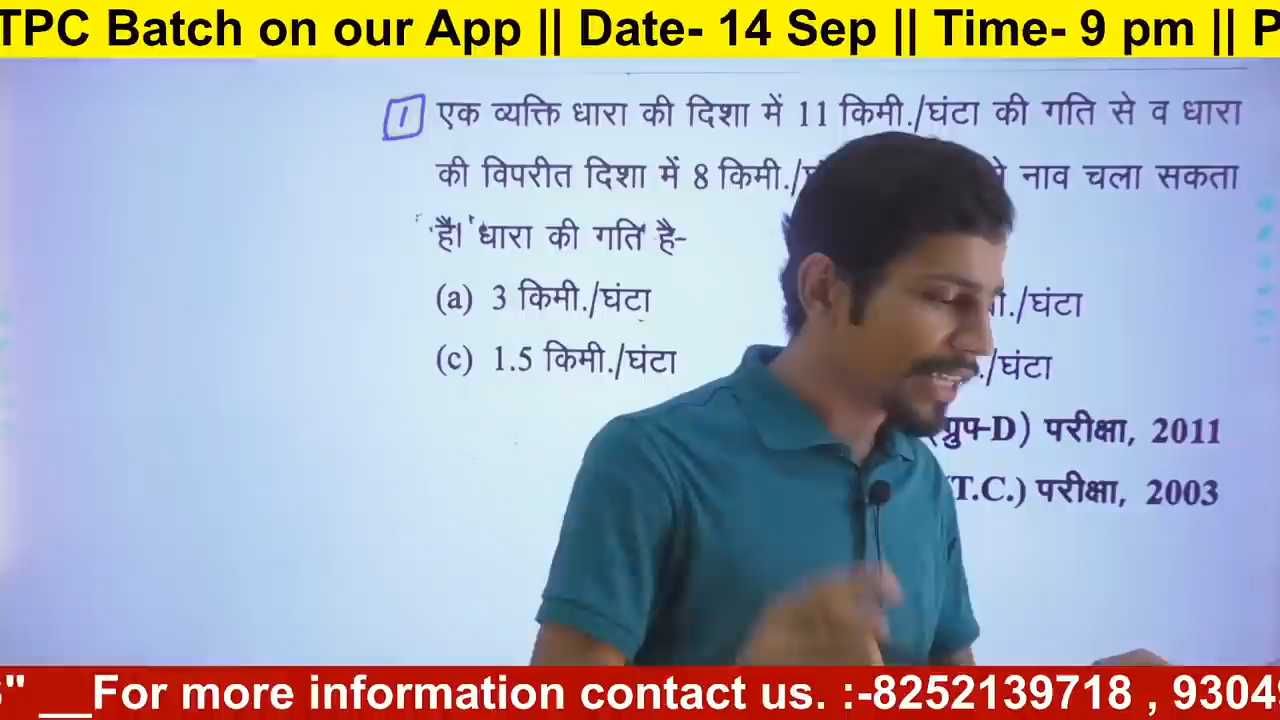 TPC Batch on our App || Date- 14 Sep || Time- 9 pm || P
1 एक व्यक्ति धारा की दिशा में 11 किमी./घंटा की गति से व धारा
की विपरीत दिशा में 8 किमी./ नाव चला सकता
है। धारा की गति है-
(a) 3 किमी./घंटा ./घंटा
(c) 1.5 किमी./घंटा ./घंटा
(ग्रुप-D) परीक्षा, 2011
T.C.) परीक्षा, 2003
" __For more information contact us. :-8252139718 , 9304